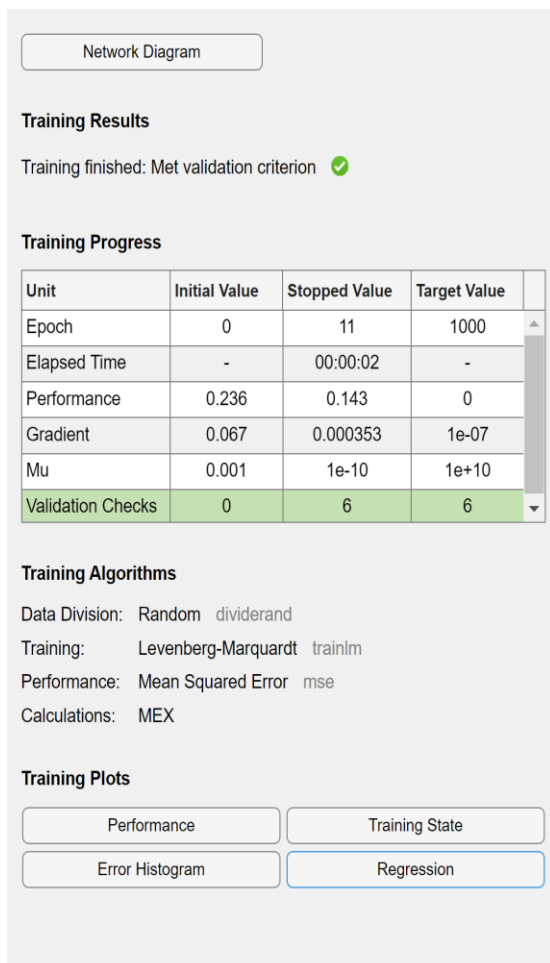 Network Diagram
Training Results
Training finished: Met validation criterion
Training Progress
Unit Initial Value Stopped Value Target Value
Epoch 0 11 1000
Elapsed Time - 00:00:02 -
Performance 0.236 0.143 0
Gradient 0.067 0.000353 1e-07
Mu 0.001 1e-10 1e+10
Validation Checks 0 6 6
Training Algorithms
Data Division: Random dividerand
Training: Levenberg-Marquardt trainlm
Performance: Mean Squared Error mse
Calculations: MEX
Training Plots
Performance Training State
Error Histogram Regression